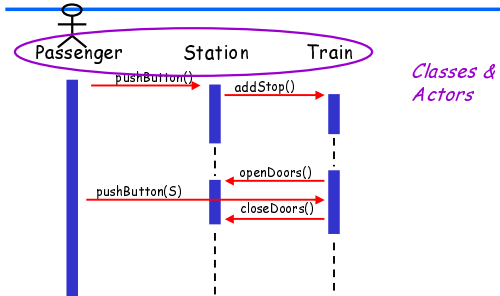 Passenger Station Train
Classes &
Actors
pushButton()
addStop()
openDoors()
pushButton(S)
closeDoors()